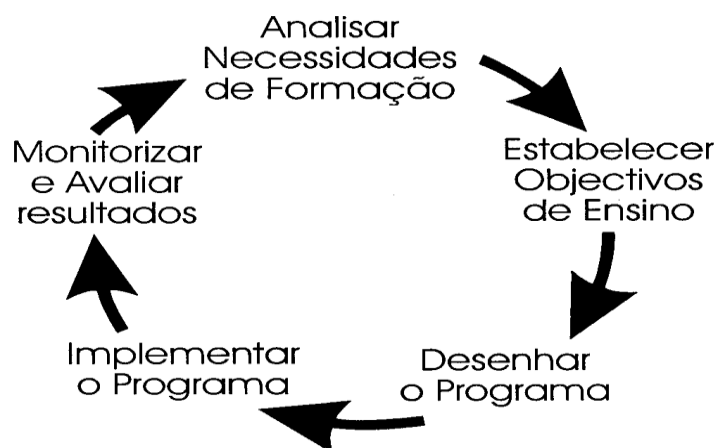 Analisar
Necessidades
de Formação
Estabelecer
Objectivos
de Ensino
Desenhar
o Programa
Implementar
o Programa
Monitorizar
e Avaliar
resultados